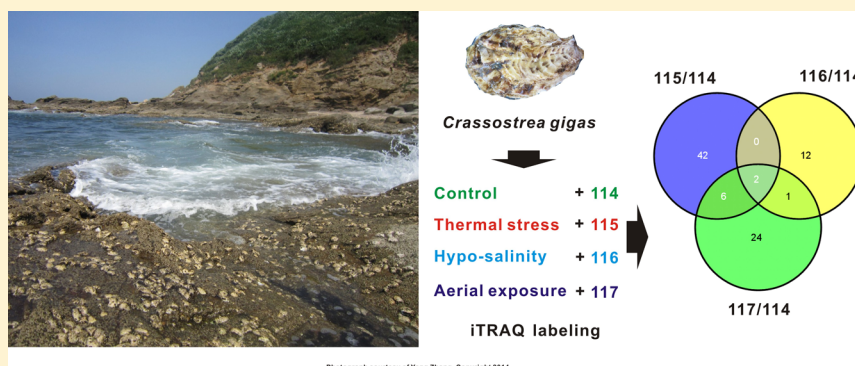 Crassostrea gigas
Control + 114
Thermal stress + 115
Hypo-salinity + 116
Aerial exposure + 117
iTRAQ labeling
115/114
116/114
42
0
12
2
6
1
24
117/114